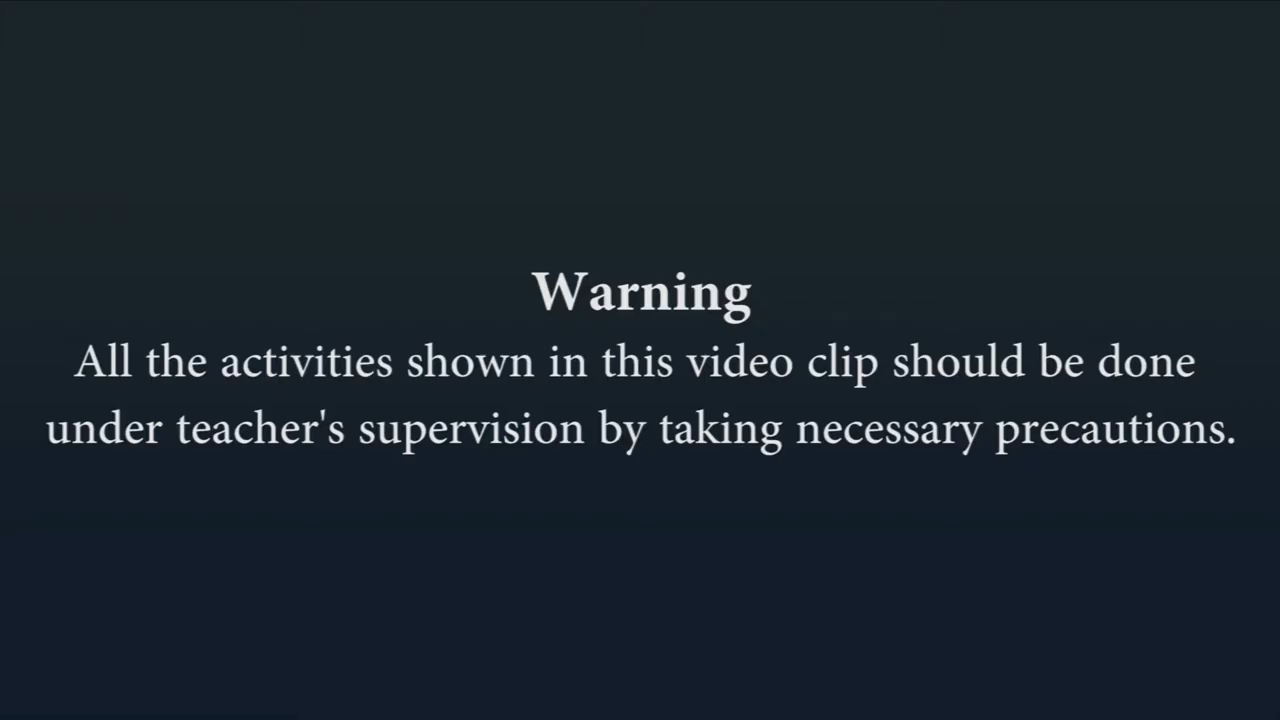 Warning
All the activities shown in this video clip should be done
under teacher's supervision by taking necessary precautions.